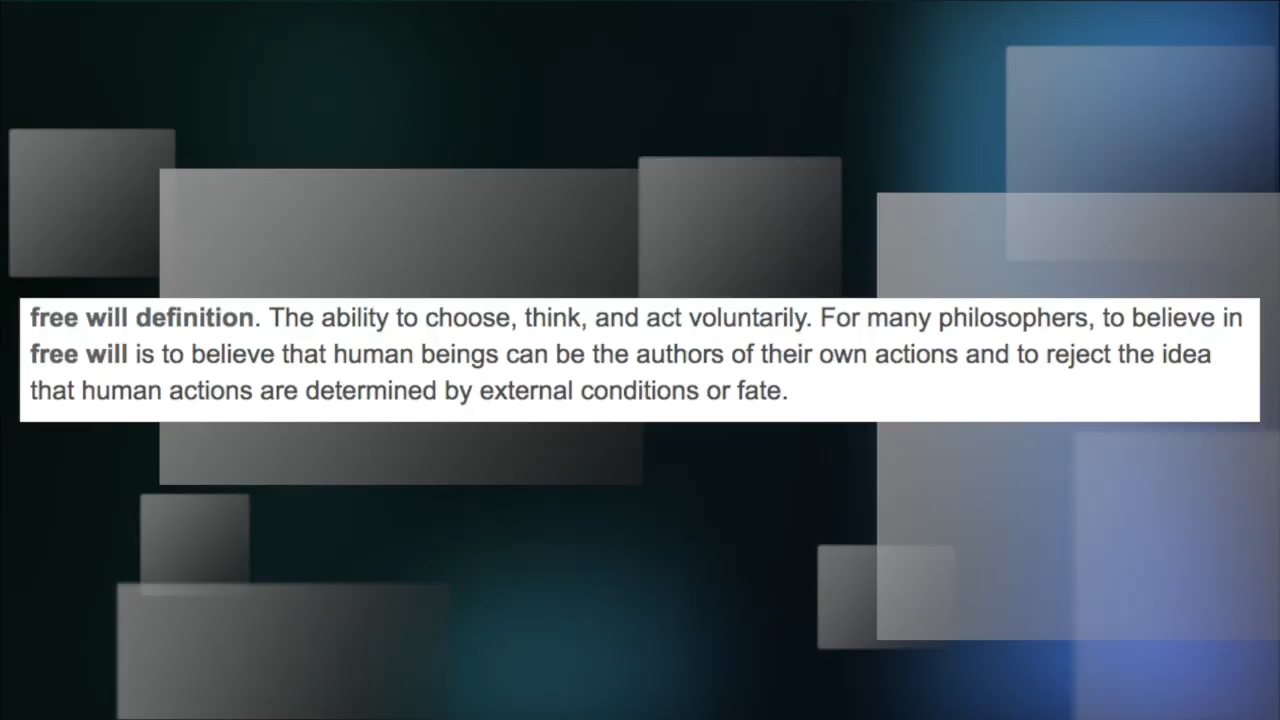 free will definition. The ability to choose, think, and act voluntarily. For many philosophers, to believe in
free will is to believe that human beings can be the authors of their own actions and to reject the idea
that human actions are determined by external conditions or fate.